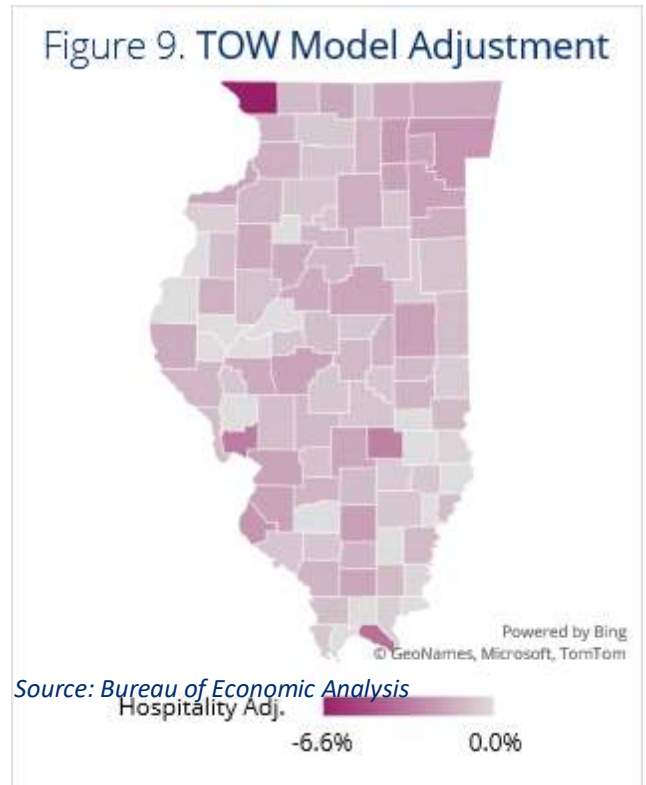 Figure 9. TOW Model Adjustment
Powered by Bing
© GeoNames, Microsoft, TomTom
Source: Bureau of Economic Analysis
Hospitality Adj.
-6.6% 0.0%